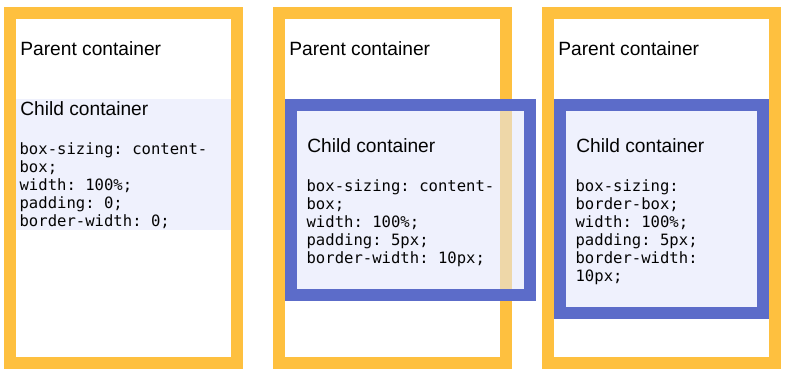 Parent container
Child container
box-sizing: content-
box;
width: 100%;
padding: 0;
border-width: 0;
Parent container
Child container
box-sizing: content-
box;
width: 100%;
padding: 5px;
border-width: 10px;
Parent container
Child container
box-sizing:
border-box;
width: 100%;
padding: 5px;
border-width:
10px;